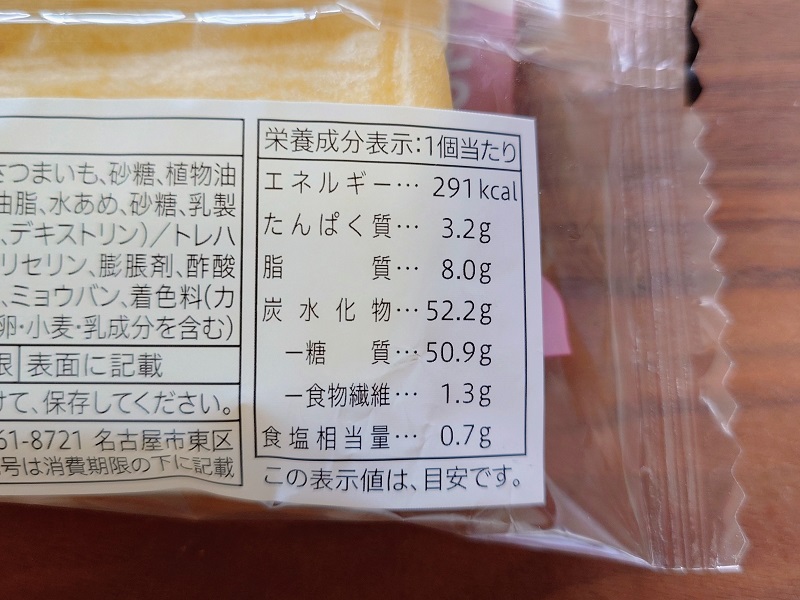 さつまいも、砂糖、植物油
油脂、水あめ、砂糖、乳製
、デキストリン)／トレハ
リセリン、膨脹剤、酢酸
、ミョウバン、着色料(カ
卵・小麦・乳成分を含む)
限 表面に記載
けて、保存してください。
61-8721 名古屋市東区
号は消費期限の下に記載
栄養成分表示:1個当たり
エネルギー… 291kcal
たんぱく質… 3.2g
脂質… 8.0g
炭水化物… 52.2g
－糖質… 50.9g
－食物繊維… 1.3g
食塩相当量… 0.7g
この表示値は、目安です。